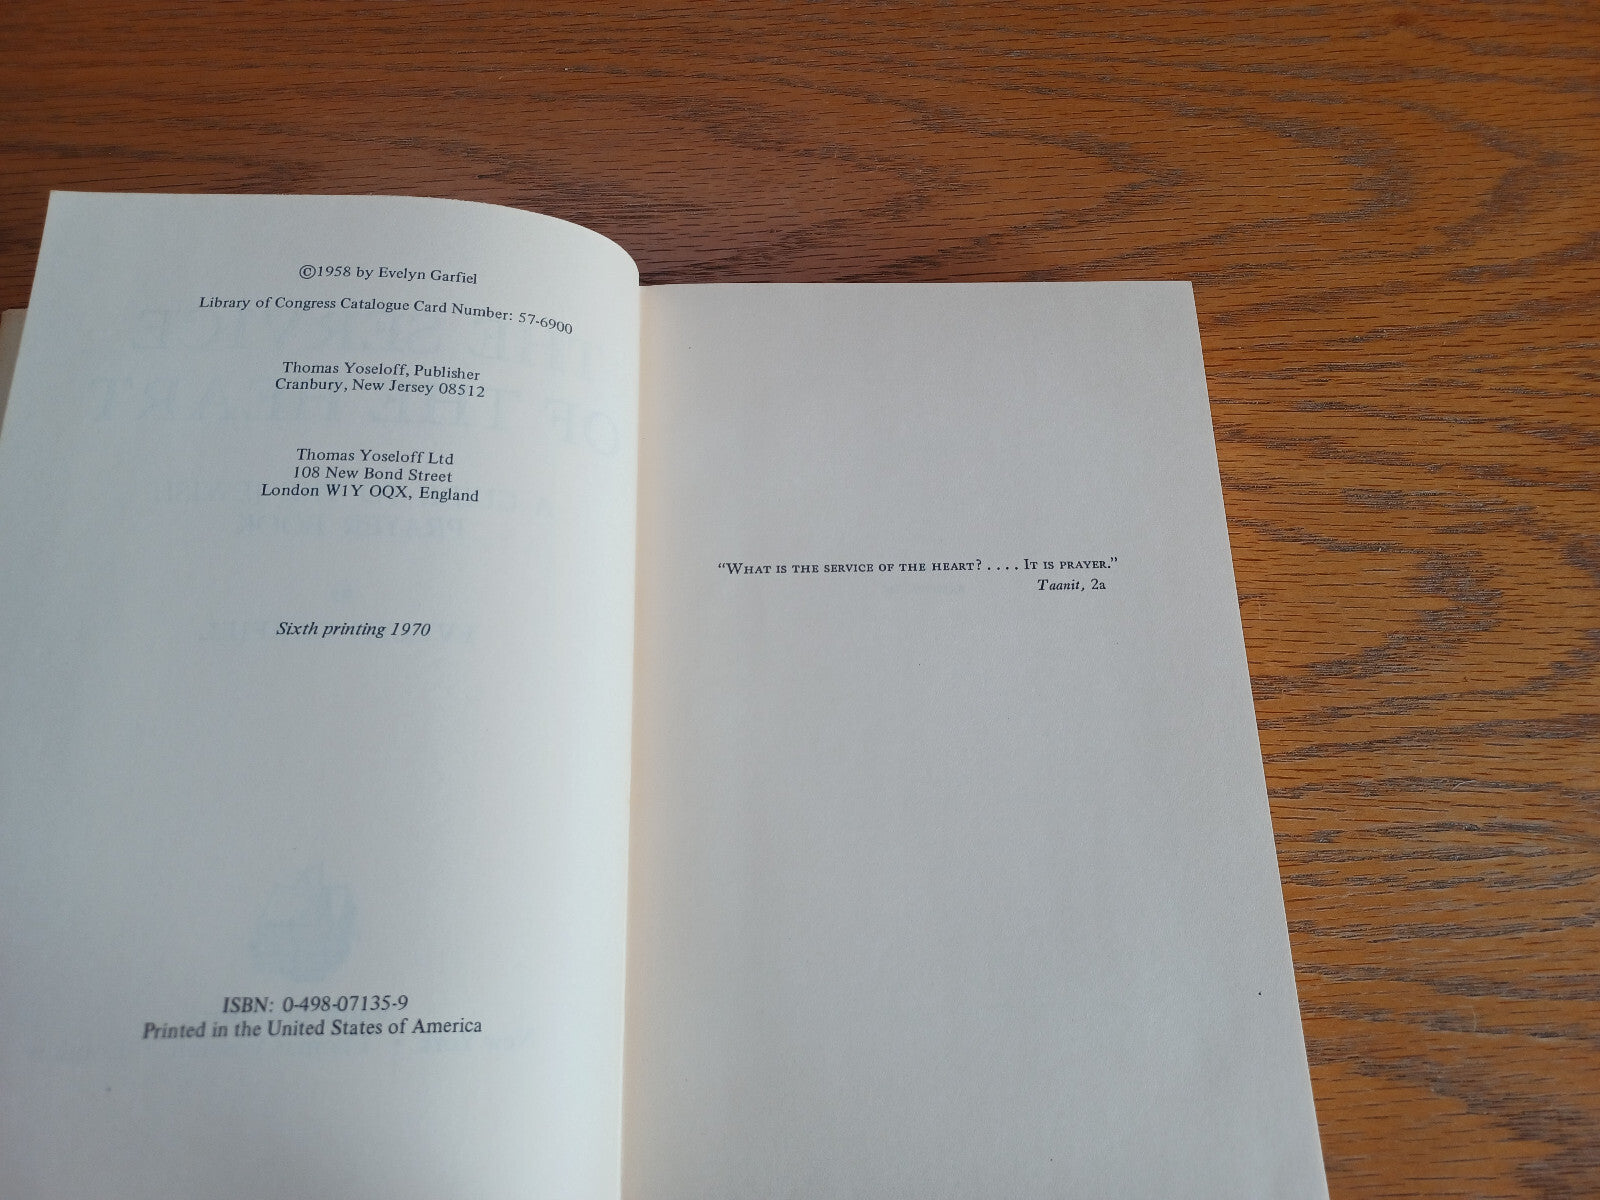 ©1958 by Evelyn Garfiel
Library of Congress Catalogue Card Number: 57-6900
Thomas Yoseloff, Publisher
Cranbury, New Jersey 08512
Thomas Yoseloff Ltd
108 New Bond Street
London W1Y OQX, England
Sixth printing 1970
ISBN: 0-498-07135-9
Printed in the United States of America
“What is the service of the heart? .... It is prayer.”
Taanit, 2a